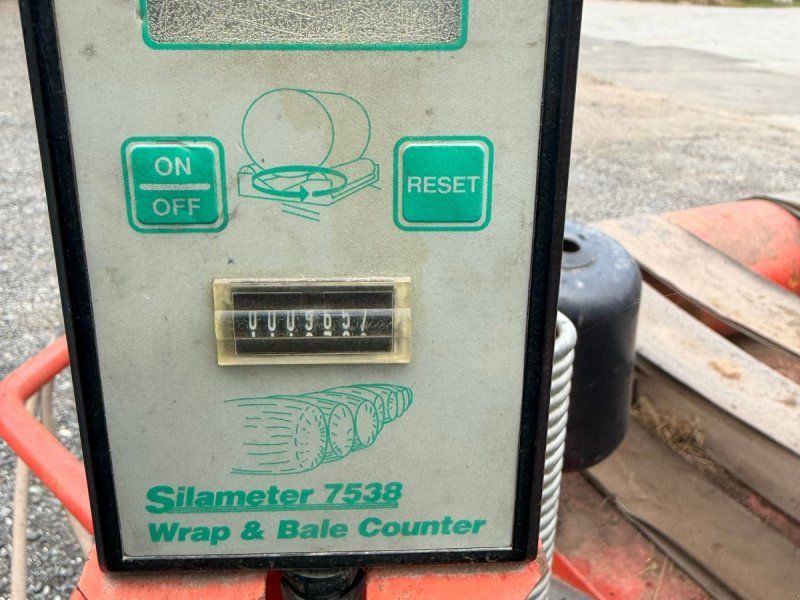 ON
OFF
RESET
0009657
Silameter 7538
Wrap & Bale Counter